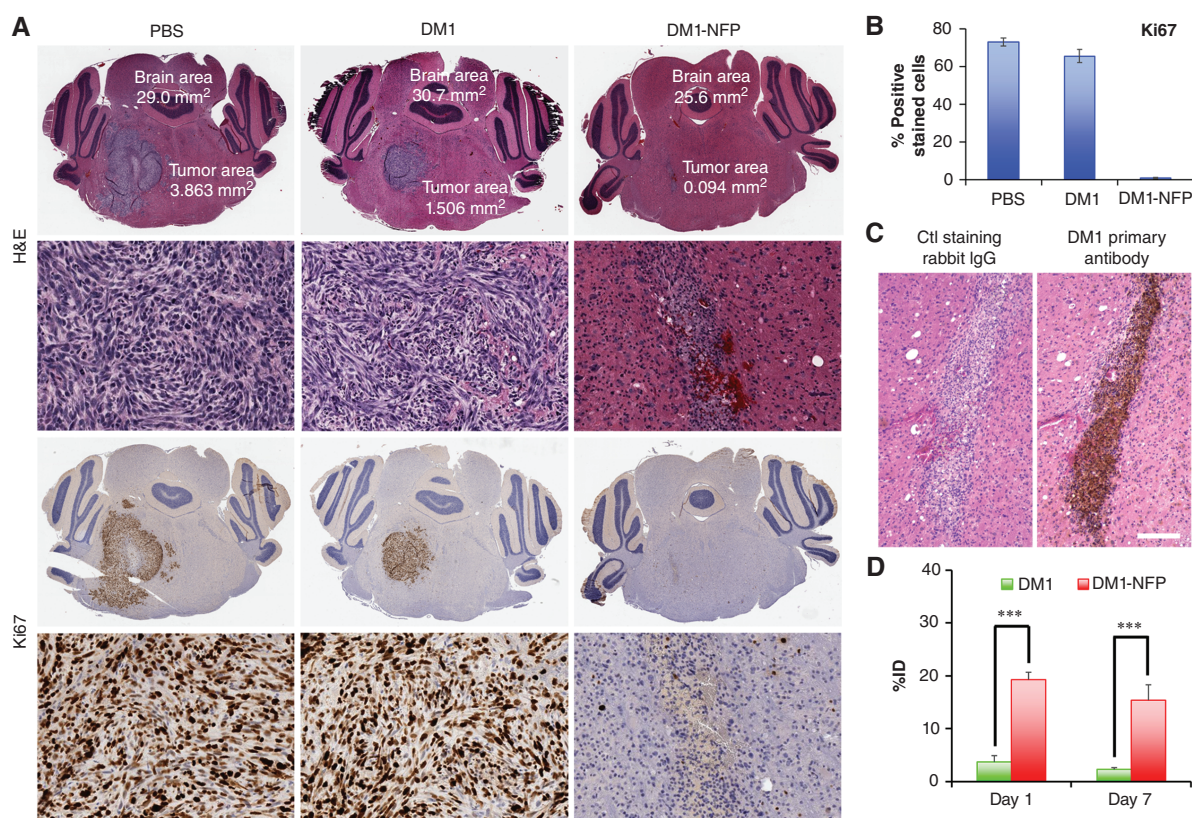 A
PBS
DM1
DM1-NFP
Brain area
29.0 mm²
Tumor area
3.863 mm²
Brain area
30.7 mm²
Tumor area
1.506 mm²
Brain area
25.6 mm²
Tumor area
0.094 mm²
H&E
Ki67
B
Ki67
% Positive
stained cells
80
60
40
20
0
PBS
DM1
DM1-NFP
C
Ctl staining
rabbit IgG
DM1 primary
antibody
D
DM1
DM1-NFP
%ID
40
30
20
10
0
***
***
Day 1
Day 7